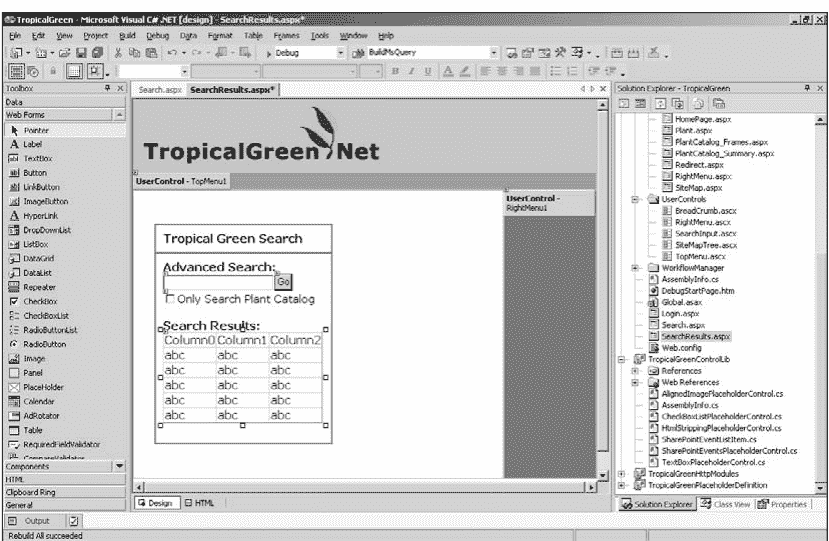 TropicalGreen - Microsoft Visual C# .NET [design] - SearchResults.aspx*
File Edit View Project Build Debug Data Format Table Frames Tools Window Help
Debug
BuildMsQuery
B I U
Toolbox
Data
Web Forms
Pointer
Label
TextBox
Button
LinkButton
ImageButton
HyperLink
DropDownList
ListBox
DataGrid
DataList
Repeater
CheckBox
CheckBoxList
RadioButtonList
RadioButton
Image
Panel
PlaceHolder
Calendar
AdRotator
Table
RequiredFieldValidator
CompareValidator
Components
HTML
Clipboard Ring
General
Search.aspx SearchResults.aspx*
TropicalGreen Net
UserControl - TopMenu1
UserControl - RightMenu1
Tropical Green Search
Advanced Search:
Go
Only Search Plant Catalog
Search Results:
Column0 Column1 Column2
abc abc abc
abc abc abc
abc abc abc
abc abc abc
abc abc abc
Design HTML
Solution Explorer - TropicalGreen
HomePage.aspx
Plant.aspx
PlantCatalog_Frames.aspx
PlantCatalog_Summary.aspx
Redirect.aspx
RightMenu.aspx
SiteMap.aspx
UserControls
BreadCrumb.ascx
RightMenu.ascx
SearchInput.ascx
SiteMapTree.ascx
TopMenu.ascx
WorkflowManager
AssemblyInfo.cs
DebugStartPage.htm
Global.asax
Login.aspx
Search.aspx
SearchResults.aspx
Web.config
TropicalGreenControlLib
References
Web References
AlignedImagePlaceholderControl.cs
AssemblyInfo.cs
CheckBoxListPlaceholderControl.cs
HtmlStrippingPlaceholderControl.cs
SharePointEventListItem.cs
SharePointEventsPlaceholderControl.cs
TextBoxPlaceholderControl.cs
TropicalGreenHttpModules
TropicalGreenPlaceholderDefinition
Solution Explorer Class View Properties
Output
Rebuild All succeeded